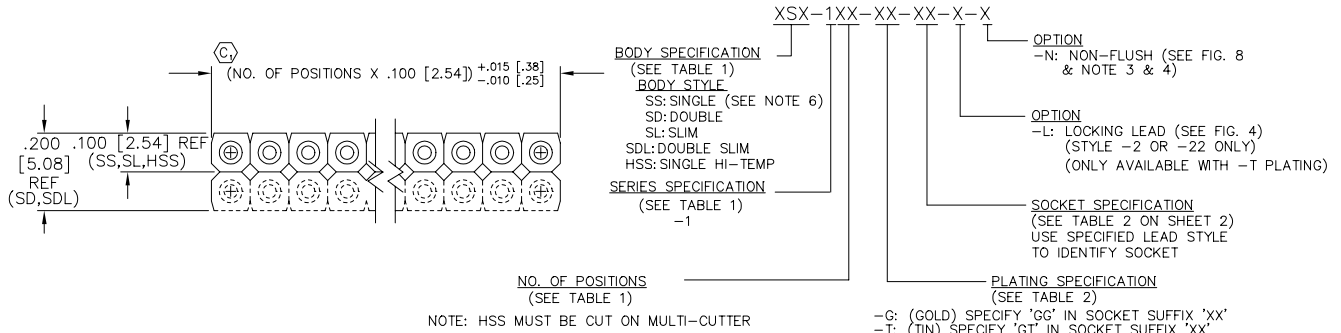 XSX-1XX-XX-XX-X-X
C1
(NO. OF POSITIONS X .100 [2.54]) +.015 [.38] -.010 [.25]
.200 [5.08] REF (SD,SDL)
.100 [2.54] REF (SS,SL,HSS)
BODY SPECIFICATION
(SEE TABLE 1)
BODY STYLE
SS: SINGLE (SEE NOTE 6)
SD: DOUBLE
SL: SLIM
SDL: DOUBLE SLIM
HSS: SINGLE HI-TEMP
SERIES SPECIFICATION
(SEE TABLE 1)
-1
NO. OF POSITIONS
(SEE TABLE 1)
NOTE: HSS MUST BE CUT ON MULTI-CUTTER
OPTION
-N: NON-FLUSH (SEE FIG. 8
& NOTE 3 & 4)
OPTION
-L: LOCKING LEAD (SEE FIG. 4)
(STYLE -2 OR -22 ONLY)
(ONLY AVAILABLE WITH -T PLATING)
SOCKET SPECIFICATION
(SEE TABLE 2 ON SHEET 2)
USE SPECIFIED LEAD STYLE
TO IDENTIFY SOCKET
PLATING SPECIFICATION
(SEE TABLE 2)
-G: (GOLD) SPECIFY 'GG' IN SOCKET SUFFIX 'XX'
-T: (TIN) SPECIFY 'GT' IN SOCKET SUFFIX 'XX'